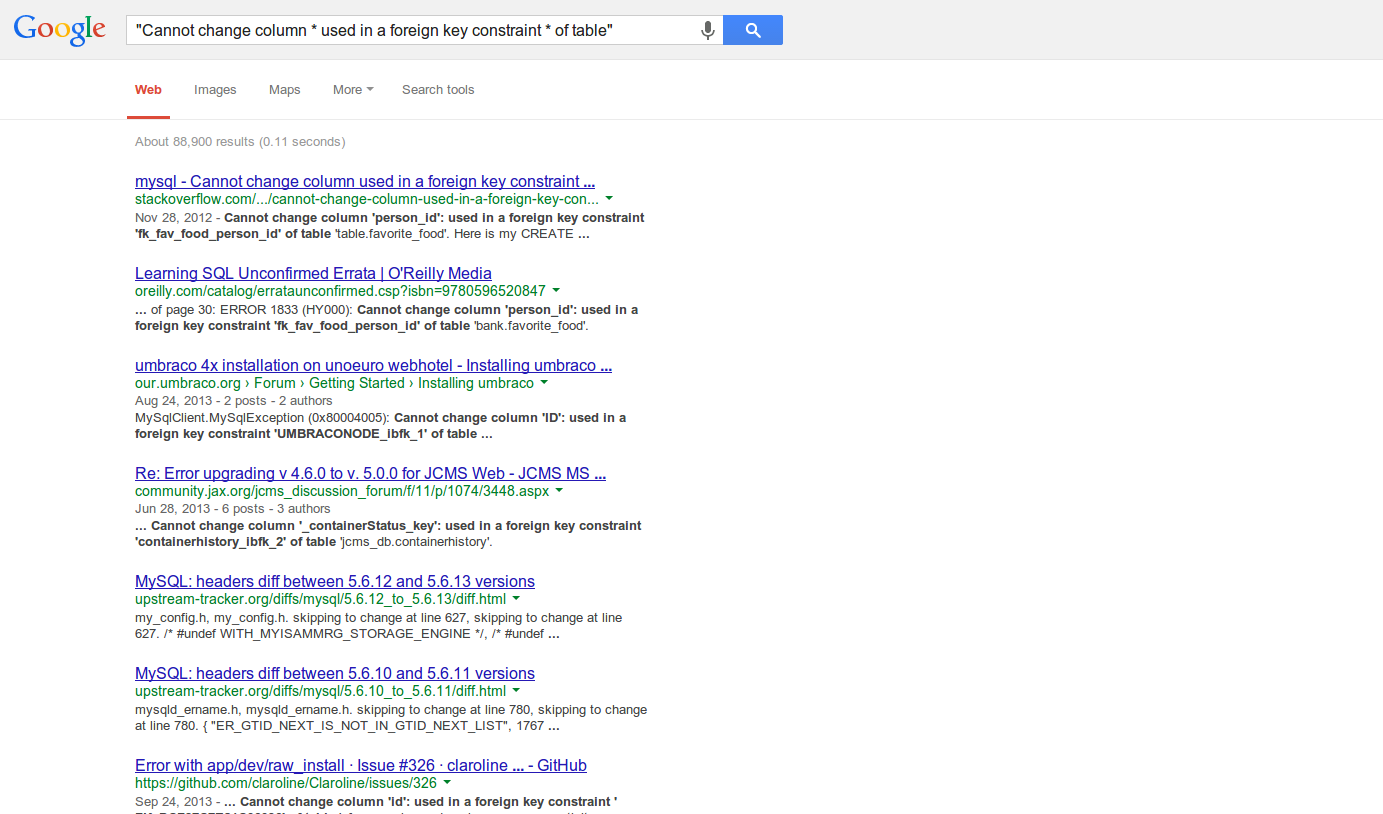 Google
"Cannot change column * used in a foreign key constraint * of table"
Web Images Maps More Search tools
About 88,900 results (0.11 seconds)
mysql - Cannot change column used in a foreign key constraint ...
stackoverflow.com/.../cannot-change-column-used-in-a-foreign-key-con...
Nov 28, 2012 - Cannot change column 'person_id': used in a foreign key constraint
'fk_fav_food_person_id' of table 'table.favorite_food'. Here is my CREATE ...
Learning SQL Unconfirmed Errata | O'Reilly Media
oreilly.com/catalog/errataunconfirmed.csp?isbn=9780596520847
... of page 30: ERROR 1833 (HY000): Cannot change column 'person_id': used in a
foreign key constraint 'fk_fav_food_person_id' of table 'bank.favorite_food'.
umbraco 4x installation on unoeuro webhotel - Installing umbraco ...
our.umbraco.org › Forum › Getting Started › Installing umbraco
Aug 24, 2013 - 2 posts - 2 authors
MySqlClient.MySqlException (0x80004005): Cannot change column 'ID': used in a
foreign key constraint 'UMBRACONODE_ibfk_1' of table ...
Re: Error upgrading v 4.6.0 to v. 5.0.0 for JCMS Web - JCMS MS ...
community.jax.org/jcms_discussion_forum/f/11/p/1074/3448.aspx
Jun 28, 2013 - 6 posts - 3 authors
... Cannot change column '_containerStatus_key': used in a foreign key constraint
'containerhistory_ibfk_2' of table 'jcms_db.containerhistory'.
MySQL: headers diff between 5.6.12 and 5.6.13 versions
upstream-tracker.org/diffs/mysql/5.6.12_to_5.6.13/diff.html
my_config.h, my_config.h. skipping to change at line 627, skipping to change at line
627. /* #undef WITH_MYISAMMRG_STORAGE_ENGINE */, /* #undef ...
MySQL: headers diff between 5.6.10 and 5.6.11 versions
upstream-tracker.org/diffs/mysql/5.6.10_to_5.6.11/diff.html
mysqld_ername.h, mysqld_ername.h. skipping to change at line 780, skipping to change
at line 780. { "ER_GTID_NEXT_IS_NOT_IN_GTID_NEXT_LIST", 1767 ...
Error with app/dev/raw_install · Issue #326 · claroline ... - GitHub
https://github.com/claroline/Claroline/issues/326
Sep 24, 2013 - ... Cannot change column 'id': used in a foreign key constraint '